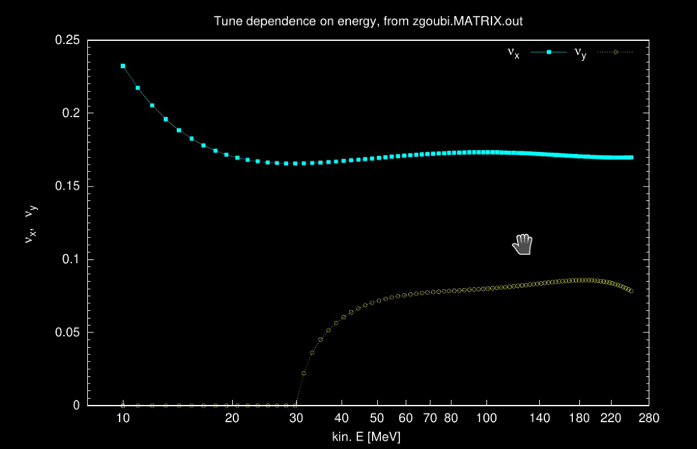 Tune dependence on energy, from zgoubi.MATRIX.out
0.25
νx νy
0.2
0.15
νx, νy
0.1
0.05
0
10 20 30 40 50 60 70 80 100 140 180 220 280
kin. E [MeV]